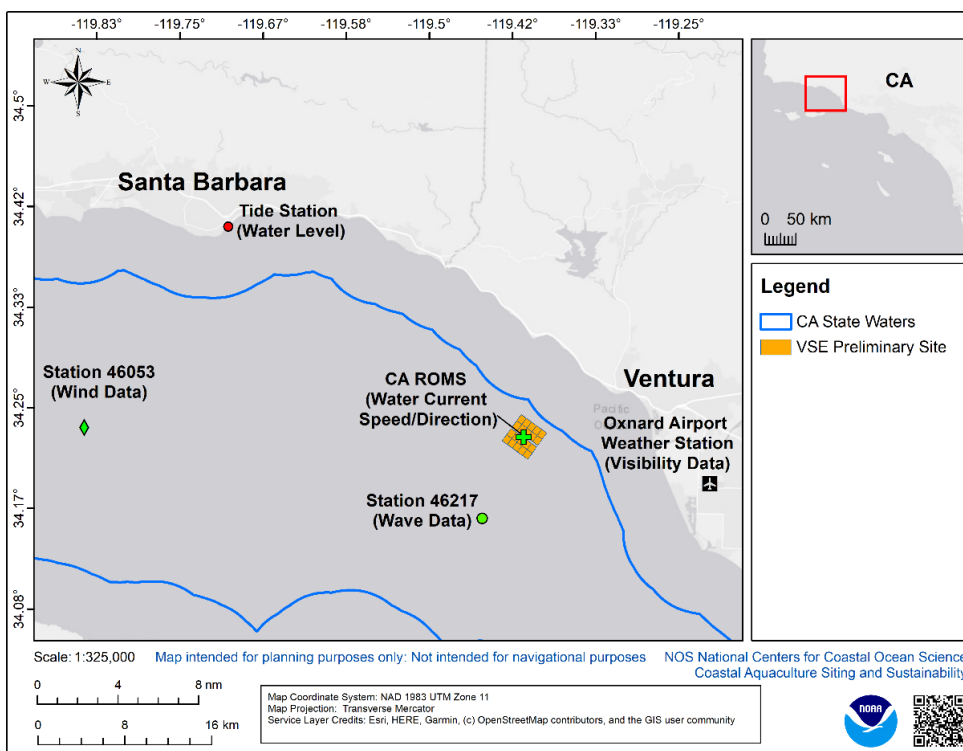 -119.83 -119.75 -119.67 -119.58 -119.5 -119.42 -119.33 -119.25
34.5°
34.42
34.33
34.25°
34.17
34.08
N
W E
S
Santa Barbara
Tide Station
(Water Level)
Station 46053
(Wind Data)
CA ROMS
(Water Current
Speed/Direction)
Ventura
Pacific
Oxnard Airport
Weather Station
(Visibility Data)
Station 46217
(Wave Data)
CA
0 50 km
Legend
CA State Waters
VSE Preliminary Site
Scale: 1:325,000 Map intended for planning purposes only: Not intended for navigational purposes
NOS National Centers for Coastal Ocean Science
Coastal Aquaculture Siting and Sustainability
0 4 8 nm
0 8 16 km
Map Coordinate System: NAD 1983 UTM Zone 11
Map Projection: Transverse Mercator
Service Layer Credits: Esri, HERE, Garmin, (c) OpenStreetMap contributors, and the GIS user community
NOAA